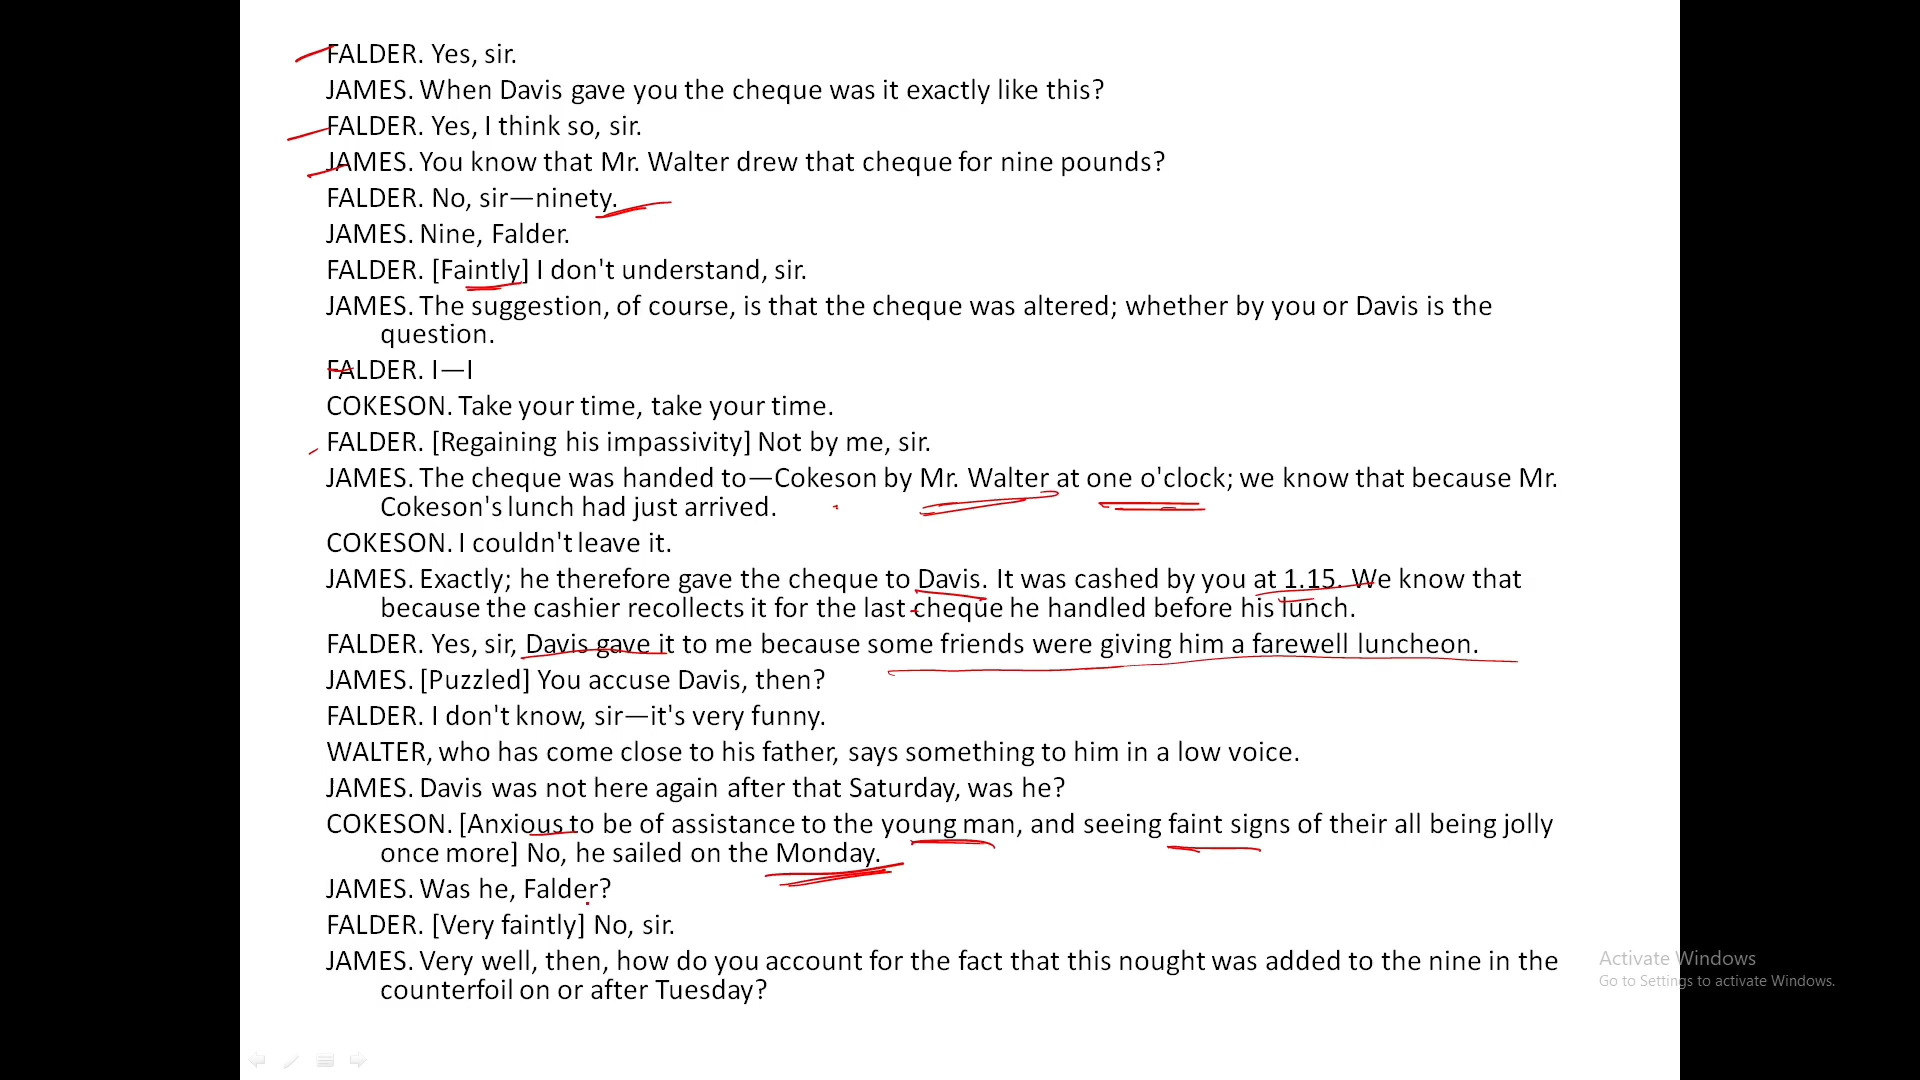 FALDER. Yes, sir.
JAMES. When Davis gave you the cheque was it exactly like this?
FALDER. Yes, I think so, sir.
JAMES. You know that Mr. Walter drew that cheque for nine pounds?
FALDER. No, sir—ninety.
JAMES. Nine, Falder.
FALDER. [Faintly] I don't understand, sir.
JAMES. The suggestion, of course, is that the cheque was altered; whether by you or Davis is the
question.
FALDER. I—I
COKESON. Take your time, take your time.
FALDER. [Regaining his impassivity] Not by me, sir.
JAMES. The cheque was handed to—Cokeson by Mr. Walter at one o'clock; we know that because Mr.
Cokeson's lunch had just arrived.
COKESON. I couldn't leave it.
JAMES. Exactly; he therefore gave the cheque to Davis. It was cashed by you at 1.15. We know that
because the cashier recollects it for the last cheque he handled before his lunch.
FALDER. Yes, sir, Davis gave it to me because some friends were giving him a farewell luncheon.
JAMES. [Puzzled] You accuse Davis, then?
FALDER. I don't know, sir—it's very funny.
WALTER, who has come close to his father, says something to him in a low voice.
JAMES. Davis was not here again after that Saturday, was he?
COKESON. [Anxious to be of assistance to the young man, and seeing faint signs of their all being jolly
once more] No, he sailed on the Monday.
JAMES. Was he, Falder?
FALDER. [Very faintly] No, sir.
JAMES. Very well, then, how do you account for the fact that this nought was added to the nine in the
counterfoil on or after Tuesday?
Activate Windows
Go to Settings to activate Windows.